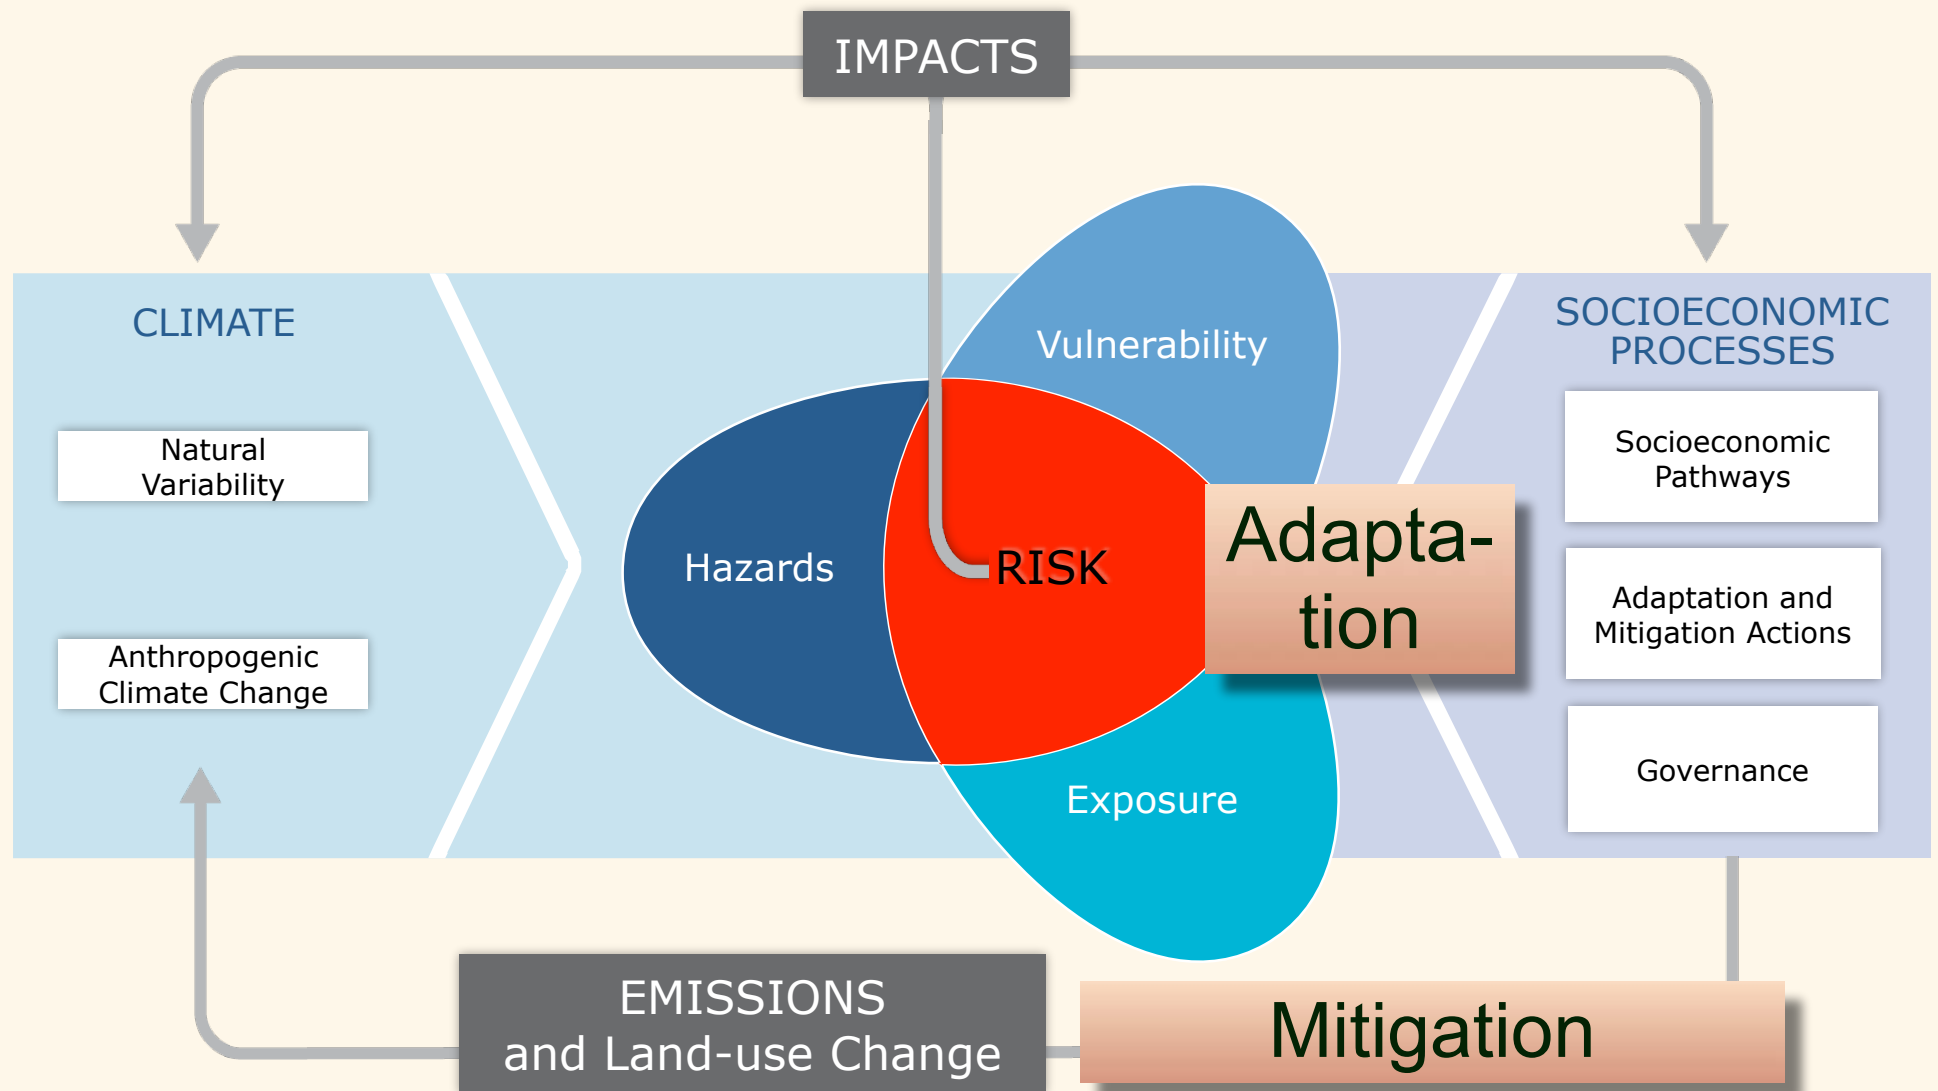 IMPACTS
CLIMATE
Natural
Variability
Anthropogenic
Climate Change
Vulnerability
Hazards
RISK
Adapta-
tion
Exposure
SOCIOECONOMIC
PROCESSES
Socioeconomic
Pathways
Adaptation and
Mitigation Actions
Governance
EMISSIONS
and Land-use Change
Mitigation